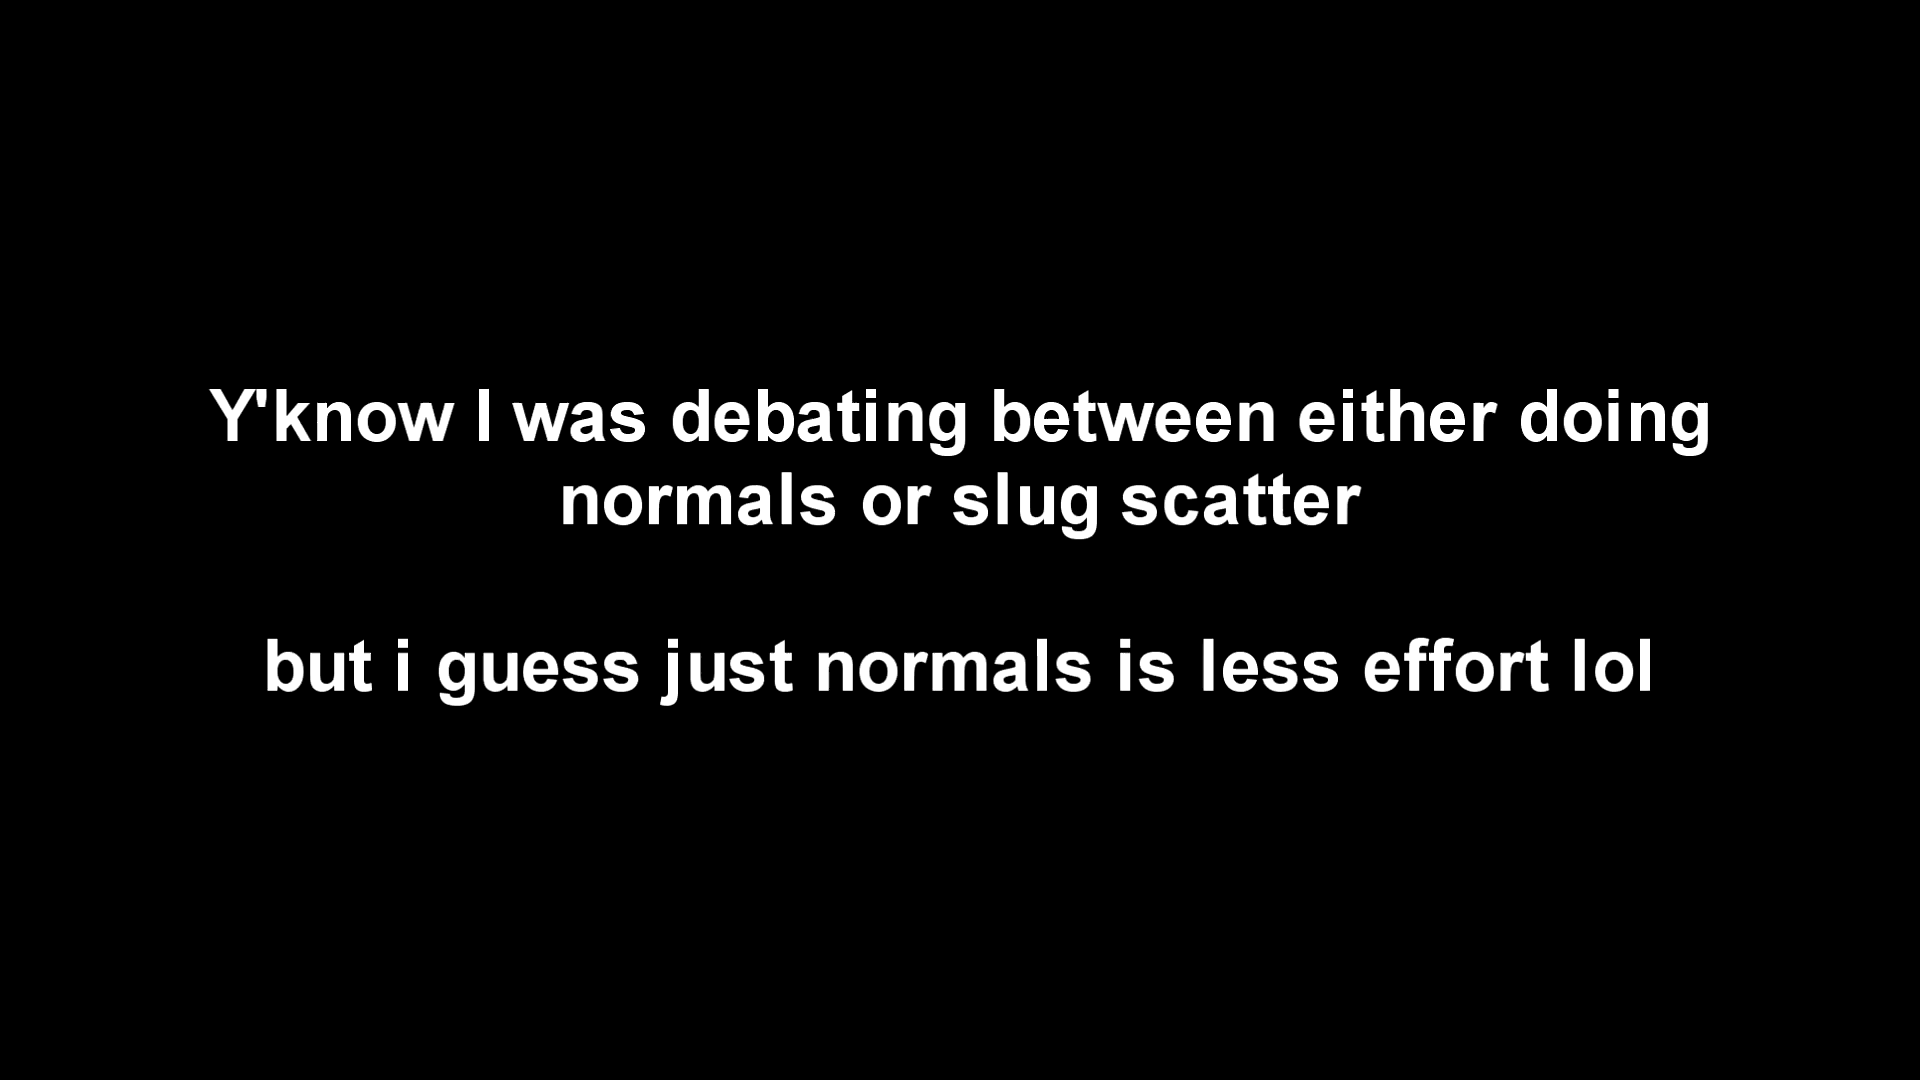 Y'know I was debating between either doing
normals or slug scatter
but i guess just normals is less effort lol